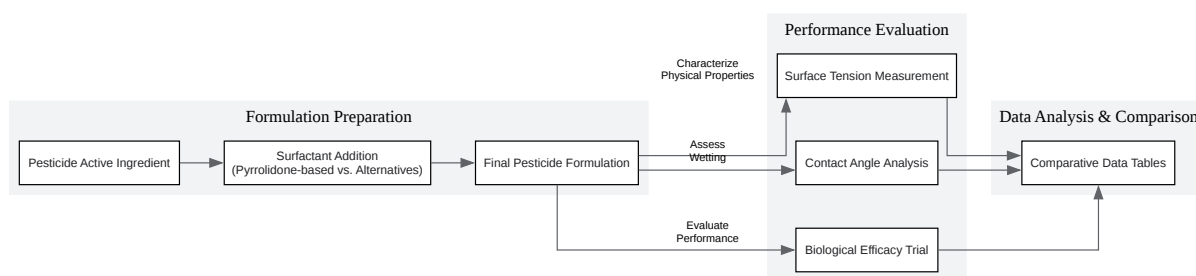 Performance Evaluation
Characterize
Physical Properties
Surface Tension Measurement
Formulation Preparation
Data Analysis & Comparison
Pesticide Active Ingredient
Surfactant Addition
(Pyrrolidone-based vs. Alternatives)
Final Pesticide Formulation
Assess
Wetting
Contact Angle Analysis
Comparative Data Tables
Evaluate
Performance
Biological Efficacy Trial